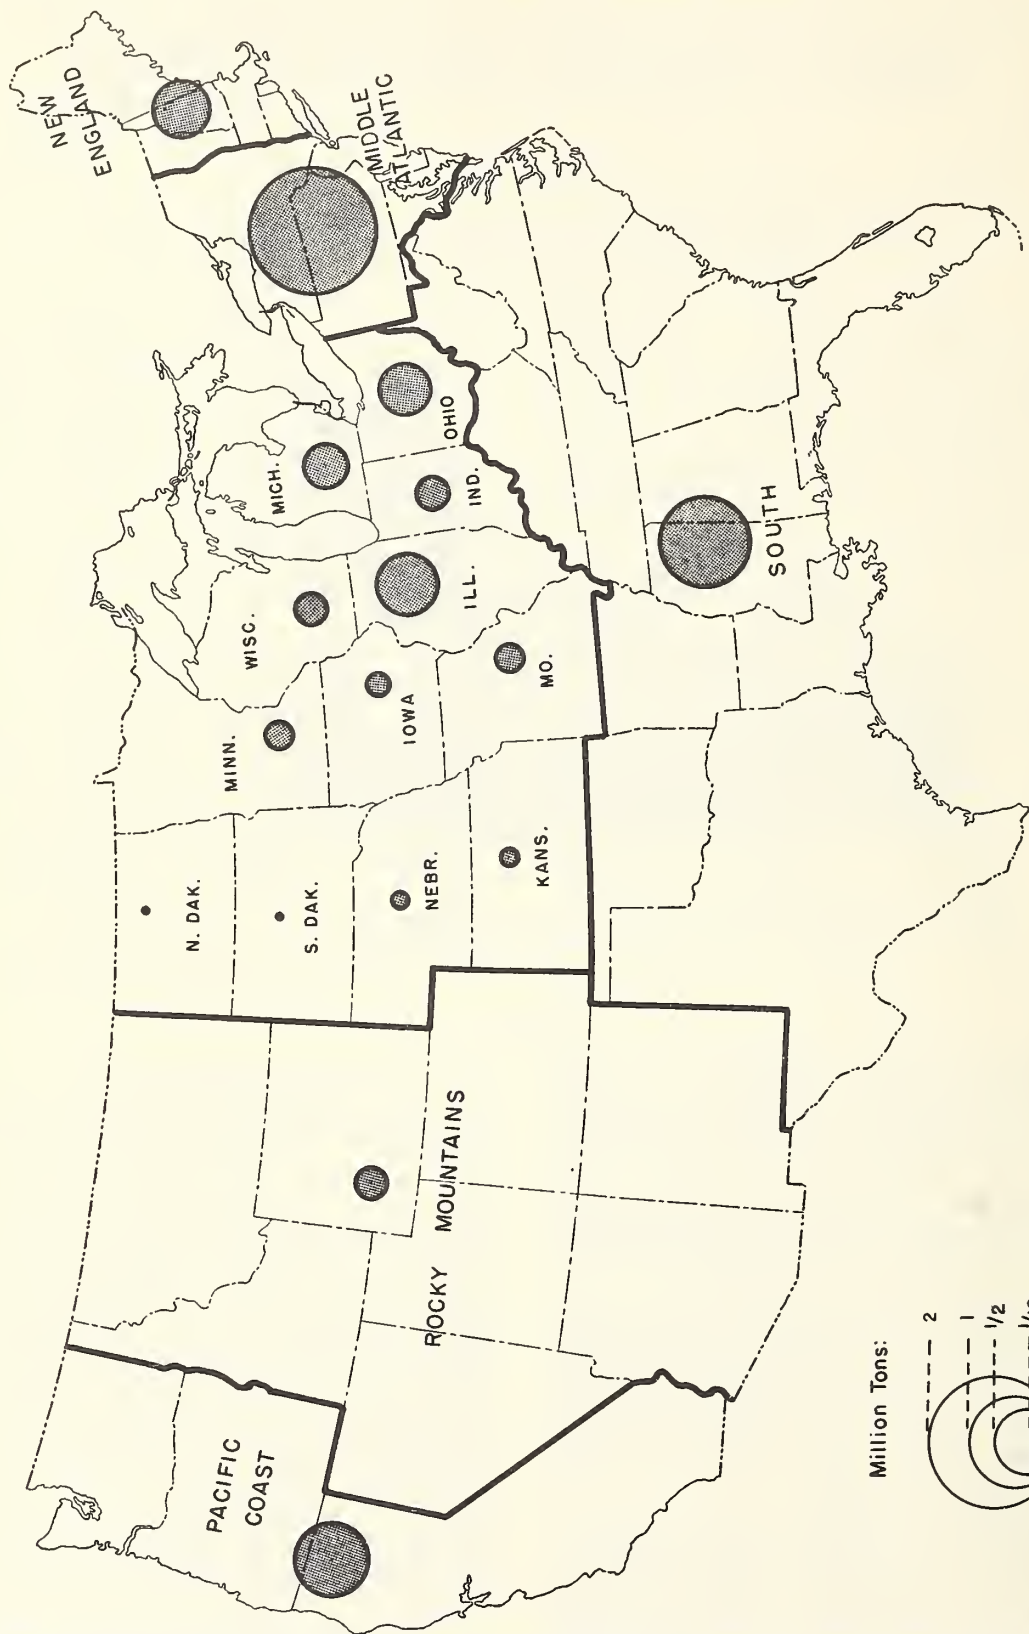 NEW
ENGLAND
MIDDLE
ATLANTIC
MICH.
OHIO
IND.
WISC.
ILL.
MINN.
IOWA
MO.
N. DAK.
S. DAK.
NEBR.
KANS.
SOUTH
ROCKY MOUNTAINS
PACIFIC
COAST
Million Tons:
2
1
1/2